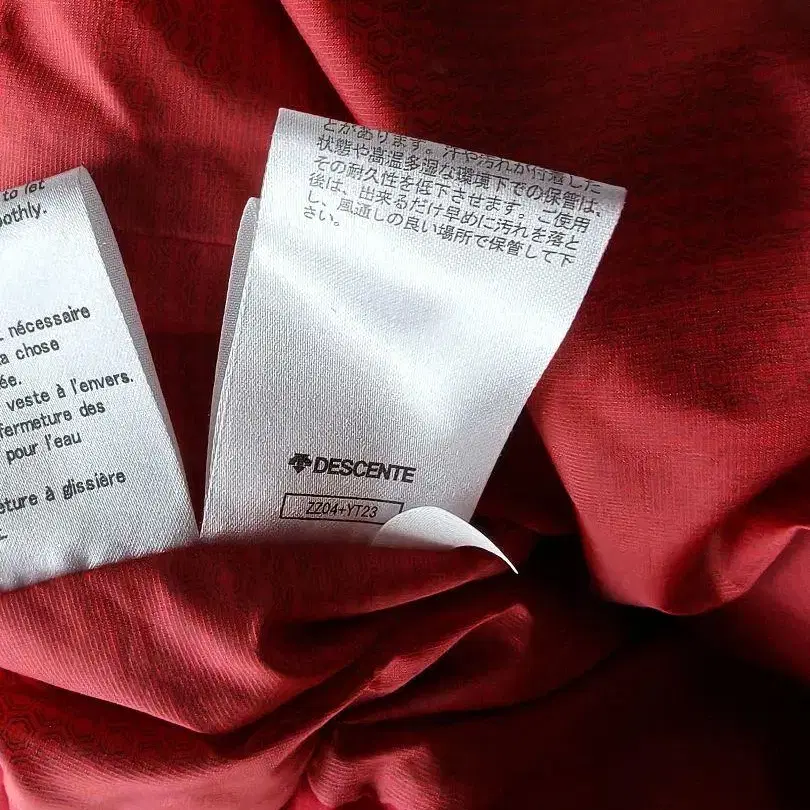 to let
oothly.
nécessaire
a chose
ée.
veste à l'envers.
fermeture des
pour l'eau
eture à glissière
とがあります。汗や汚れが付着した
状態や高温多湿な環境下での保管は、
その耐久性を低下させます。ご使用
後は、出来るだけ早めに汚れを落と
し、風通しの良い場所で保管して下
さい。
DESCENTE
ZZ04+YT23